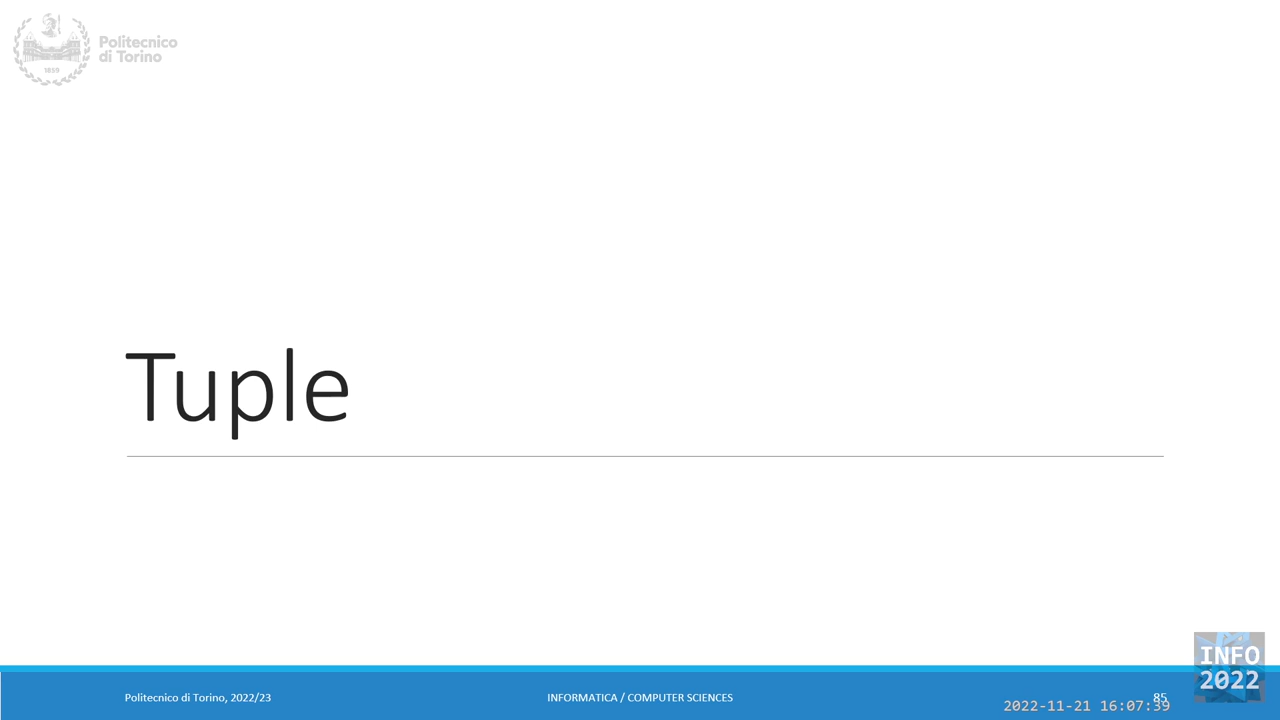 Politecnico
di Torino
1859
Tuple
Politecnico di Torino, 2022/23
INFORMATICA / COMPUTER SCIENCES
85
2022-11-21 16:07:39
INFO
2022